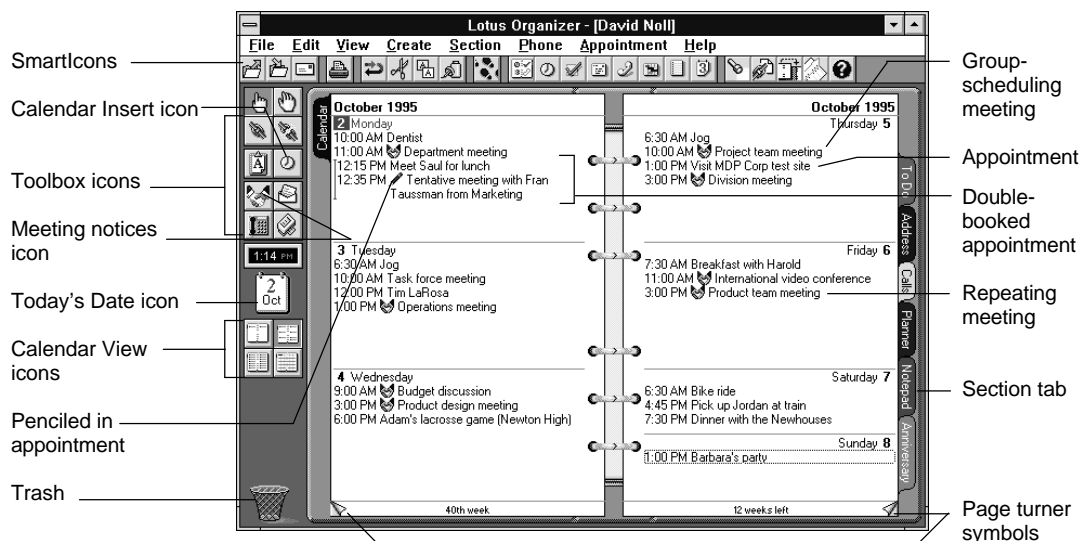 Lotus Organizer - [David Noll]
File Edit View Create Section Phone Appointment Help
SmartIcons
Calendar Insert icon
Toolbox icons
Meeting notices
icon
Today's Date icon
Calendar View
icons
Penciled in
appointment
Trash
1:14 PM
2
Oct
Calendar
October 1995
2 Monday
10:00 AM Dentist
11:00 AM Department meeting
12:15 PM Meet Saul for lunch
12:35 PM Tentative meeting with Fran
Taussman from Marketing
3 Tuesday
6:30 AM Jog
10:00 AM Task force meeting
12:00 PM Tim LaRosa
1:00 PM Operations meeting
4 Wednesday
9:00 AM Budget discussion
3:00 PM Product design meeting
6:00 PM Adam's lacrosse game (Newton High)
40th week
October 1995
Thursday 5
6:30 AM Jog
10:00 AM Project team meeting
1:00 PM Visit MDP Corp test site
3:00 PM Division meeting
Friday 6
7:30 AM Breakfast with Harold
11:00 AM International video conference
3:00 PM Product team meeting
Saturday 7
6:30 AM Bike ride
4:45 PM Pick up Jordan at train
7:30 PM Dinner with the Newhouses
Sunday 8
1:00 PM Barbara's party
12 weeks left
To Do
Address
Calls
Planner
Notepad
Anniversary
Group-
scheduling
meeting
Appointment
Double-
booked
appointment
Repeating
meeting
Section tab
Page turner
symbols